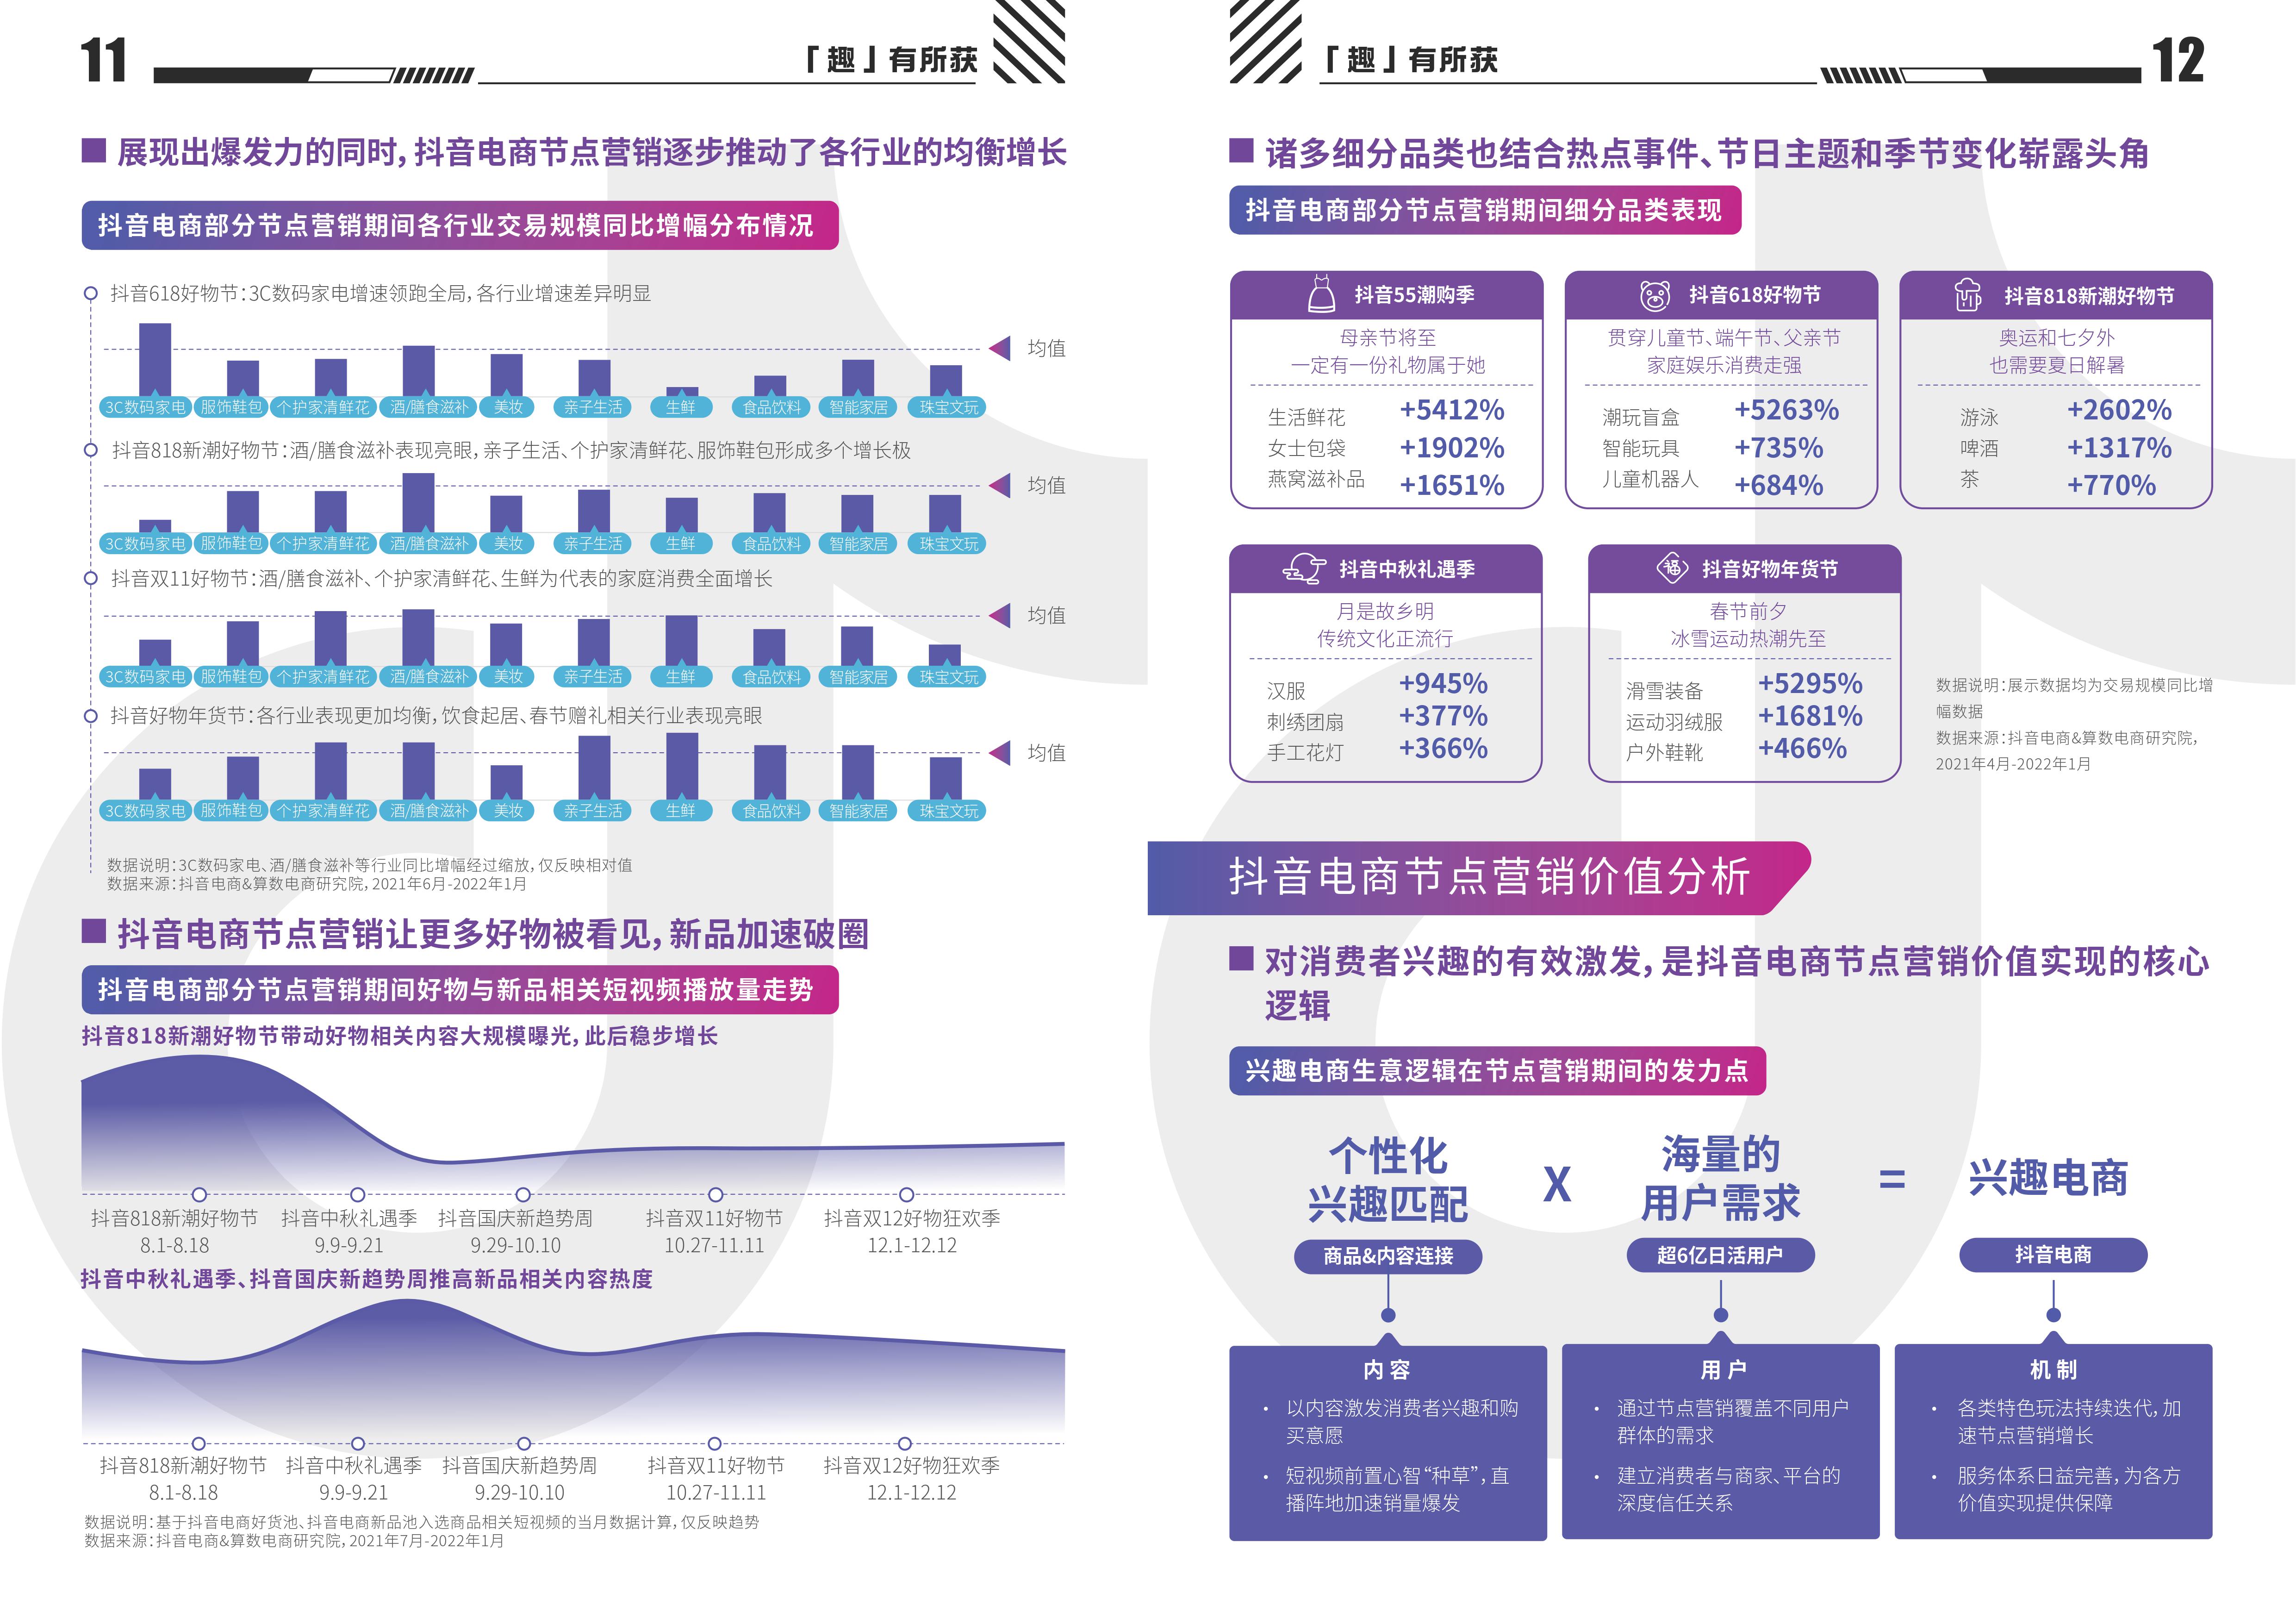 11
「趣」有所获
展现出爆发力的同时，抖音电商节点营销逐步推动了各行业的均衡增长
抖音电商部分节点营销期间各行业交易规模同比增幅分布情况
抖音618好物节：3C数码家电增速领跑全局，各行业增速差异明显
均值
3C数码家电 服饰鞋包 个护家清鲜花 酒/膳食滋补 美妆 亲子生活 生鲜 食品饮料 智能家居 珠宝文玩
抖音818新潮好物节：酒/膳食滋补表现亮眼，亲子生活、个护家清鲜花、服饰鞋包形成多个增长极
均值
3C数码家电 服饰鞋包 个护家清鲜花 酒/膳食滋补 美妆 亲子生活 生鲜 食品饮料 智能家居 珠宝文玩
抖音双11好物节：酒/膳食滋补、个护家清鲜花、生鲜为代表的家庭消费全面增长
均值
3C数码家电 服饰鞋包 个护家清鲜花 酒/膳食滋补 美妆 亲子生活 生鲜 食品饮料 智能家居 珠宝文玩
抖音好物年货节：各行业表现更加均衡，饮食起居、春节赠礼相关行业表现亮眼
均值
3C数码家电 服饰鞋包 个护家清鲜花 酒/膳食滋补 美妆 亲子生活 生鲜 食品饮料 智能家居 珠宝文玩
数据说明：3C数码家电、酒/膳食滋补等行业同比增幅经过缩放，仅反映相对值
数据来源：抖音电商&算数电商研究院，2021年6月-2022年1月
抖音电商节点营销让更多好物被看见，新品加速破圈
抖音电商部分节点营销期间好物与新品相关短视频播放量走势
抖音818新潮好物节带动好物相关内容大规模曝光，此后稳步增长
抖音818新潮好物节 抖音中秋礼遇季 抖音国庆新趋势周 抖音双11好物节 抖音双12好物狂欢季
8.1-8.18 9.9-9.21 9.29-10.10 10.27-11.11 12.1-12.12
抖音中秋礼遇季、抖音国庆新趋势周推高新品相关内容热度
抖音818新潮好物节 抖音中秋礼遇季 抖音国庆新趋势周 抖音双11好物节 抖音双12好物狂欢季
8.1-8.18 9.9-9.21 9.29-10.10 10.27-11.11 12.1-12.12
数据说明：基于抖音电商好货池、抖音电商新品池入选商品相关短视频的当月数据计算，仅反映趋势
数据来源：抖音电商&算数电商研究院，2021年7月-2022年1月
「趣」有所获
12
诸多细分品类也结合热点事件、节日主题和季节变化崭露头角
抖音电商部分节点营销期间细分品类表现
抖音55潮购季
母亲节将至
一定有一份礼物属于她
生活鲜花 +5412%
女士包袋 +1902%
燕窝滋补品 +1651%
抖音618好物节
贯穿儿童节、端午节、父亲节
家庭娱乐消费走强
潮玩盲盒 +5263%
智能玩具 +735%
儿童机器人 +684%
抖音818新潮好物节
奥运和七夕外
也需要夏日解暑
游泳 +2602%
啤酒 +1317%
茶 +770%
抖音中秋礼遇季
月是故乡明
传统文化正流行
汉服 +945%
刺绣团扇 +377%
手工花灯 +366%
福
抖音好物年货节
春节前夕
冰雪运动热潮先至
滑雪装备 +5295%
运动羽绒服 +1681%
户外鞋靴 +466%
数据说明：展示数据均为交易规模同比增
幅数据
数据来源：抖音电商&算数电商研究院，
2021年4月-2022年1月
抖音电商节点营销价值分析
对消费者兴趣的有效激发，是抖音电商节点营销价值实现的核心
逻辑
兴趣电商生意逻辑在节点营销期间的发力点
个性化
兴趣匹配
X
海量的
用户需求
=
兴趣电商
商品&内容连接
超6亿日活用户
抖音电商
内 容
• 以内容激发消费者兴趣和购
买意愿
• 短视频前置心智“种草”，直
播阵地加速销量爆发
用 户
• 通过节点营销覆盖不同用户
群体的需求
• 建立消费者与商家、平台的
深度信任关系
机 制
• 各类特色玩法持续迭代，加
速节点营销增长
• 服务体系日益完善，为各方
价值实现提供保障